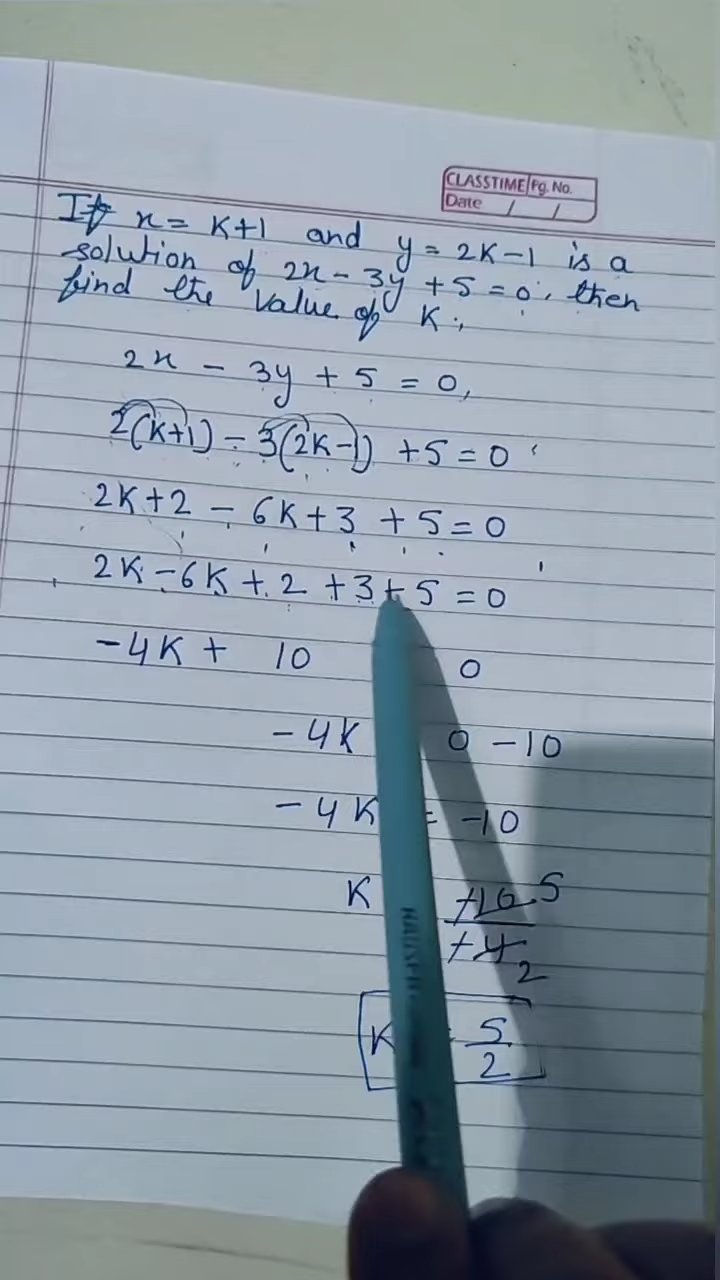 CLASSTIME Pg. No.
Date / /
If x = K+1 and y = 2K-1 is a
solution of 2x - 3y + 5 = 0. then
find the value of K.,
2x - 3y + 5 = 0,
2(K+1) - 3(2K-1) + 5 = 0
2K+2 - 6K+3 + 5 = 0
2K - 6K + 2 + 3 + 5 = 0
-4K + 10 0
-4K 0 - 10
-4K = -10
K +10 5
+4 2
K = 5
2